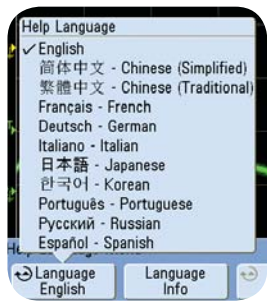 Help Language
✓ English
简体中文 - Chinese (Simplified)
繁體中文 - Chinese (Traditional)
Français - French
Deutsch - German
Italiano - Italian
日本語 - Japanese
한국어 - Korean
Português - Portuguese
Русский - Russian
Español - Spanish
Language
English
Language
Info